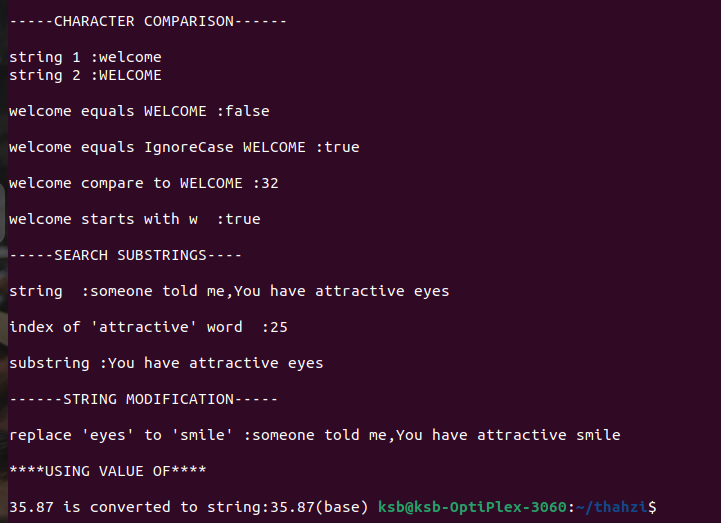 -----CHARACTER COMPARISON------
string 1 :welcome
string 2 :WELCOME
welcome equals WELCOME :false
welcome equals IgnoreCase WELCOME :true
welcome compare to WELCOME :32
welcome starts with w  :true
-----SEARCH SUBSTRINGS----
string  :someone told me,You have attractive eyes
index of 'attractive' word  :25
substring :You have attractive eyes
------STRING MODIFICATION-----
replace 'eyes' to 'smile' :someone told me,You have attractive smile
****USING VALUE OF****
35.87 is converted to string:35.87(base) ksb@ksb-OptiPlex-3060:~/thahzi$